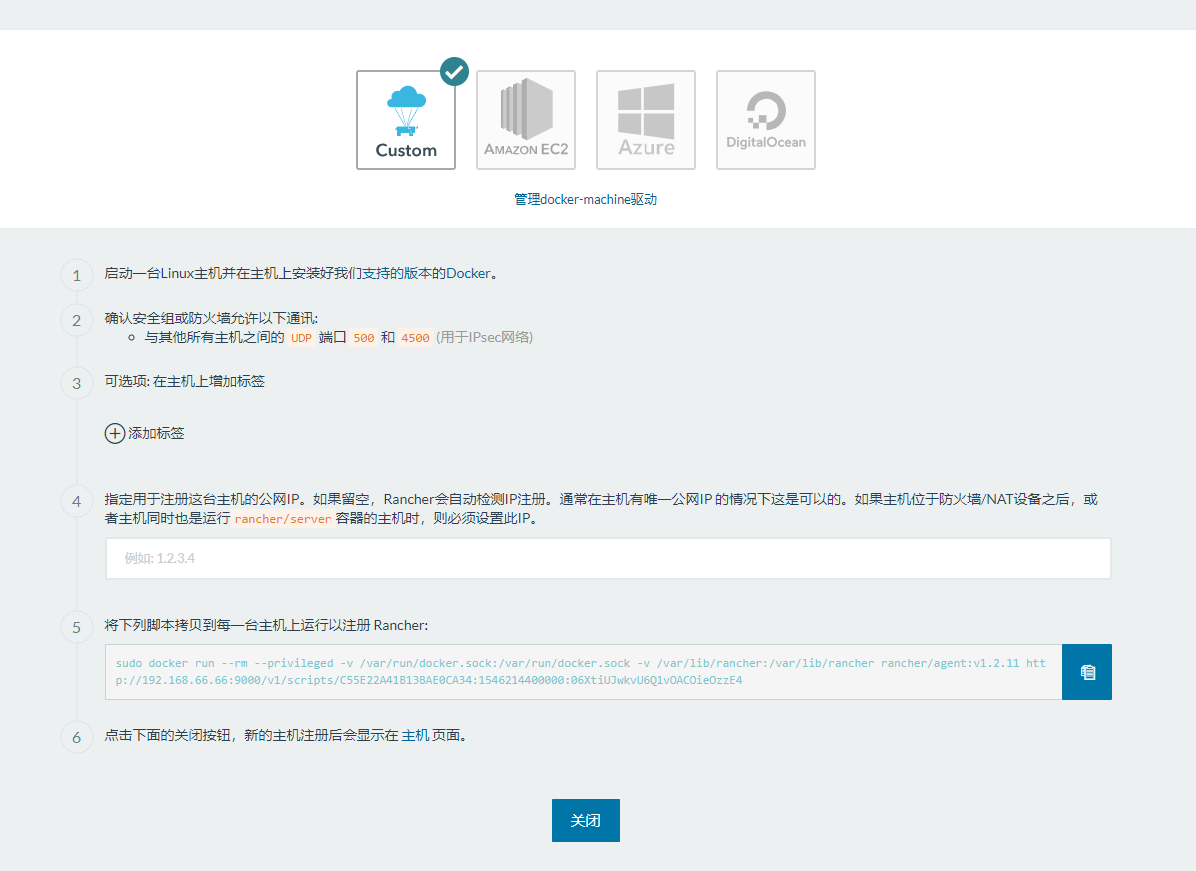 Custom
AMAZON EC2
Azure
DigitalOcean
管理docker-machine驱动
1 启动一台Linux主机并在主机上安装好我们支持的版本的Docker。
2 确认安全组或防火墙允许以下通讯:
与其他所有主机之间的 UDP 端口 500 和 4500 (用于IPsec网络)
3 可选项: 在主机上增加标签
添加标签
4 指定用于注册这台主机的公网IP。如果留空，Rancher会自动检测IP注册。通常在主机有唯一公网IP 的情况下这是可以的。如果主机位于防火墙/NAT设备之后，或
者主机同时也是运行 rancher/server 容器的主机时，则必须设置此IP。
例如: 1.2.3.4
5 将下列脚本拷贝到每一台主机上运行以注册 Rancher:
sudo docker run --rm --privileged -v /var/run/docker.sock:/var/run/docker.sock -v /var/lib/rancher:/var/lib/rancher rancher/agent:v1.2.11 htt
p://192.168.66.66:9000/v1/scripts/C55E22A41B13BAE0CA34:1546214400000:06XtiUJwkvU6Q1vOACOieOzzE4
6 点击下面的关闭按钮，新的主机注册后会显示在 主机 页面。
关闭